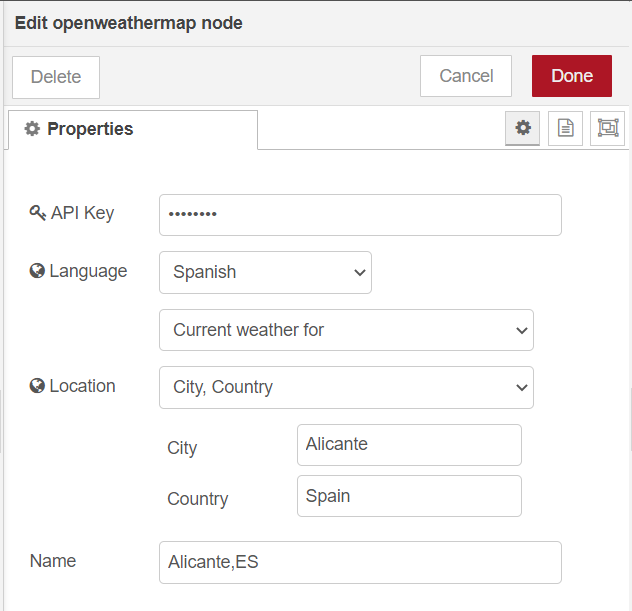 Edit openweathermap node
Delete
Cancel
Done
Properties
API Key
••••••••
Language
Spanish
Current weather for
Location
City, Country
City
Alicante
Country
Spain
Name
Alicante,ES